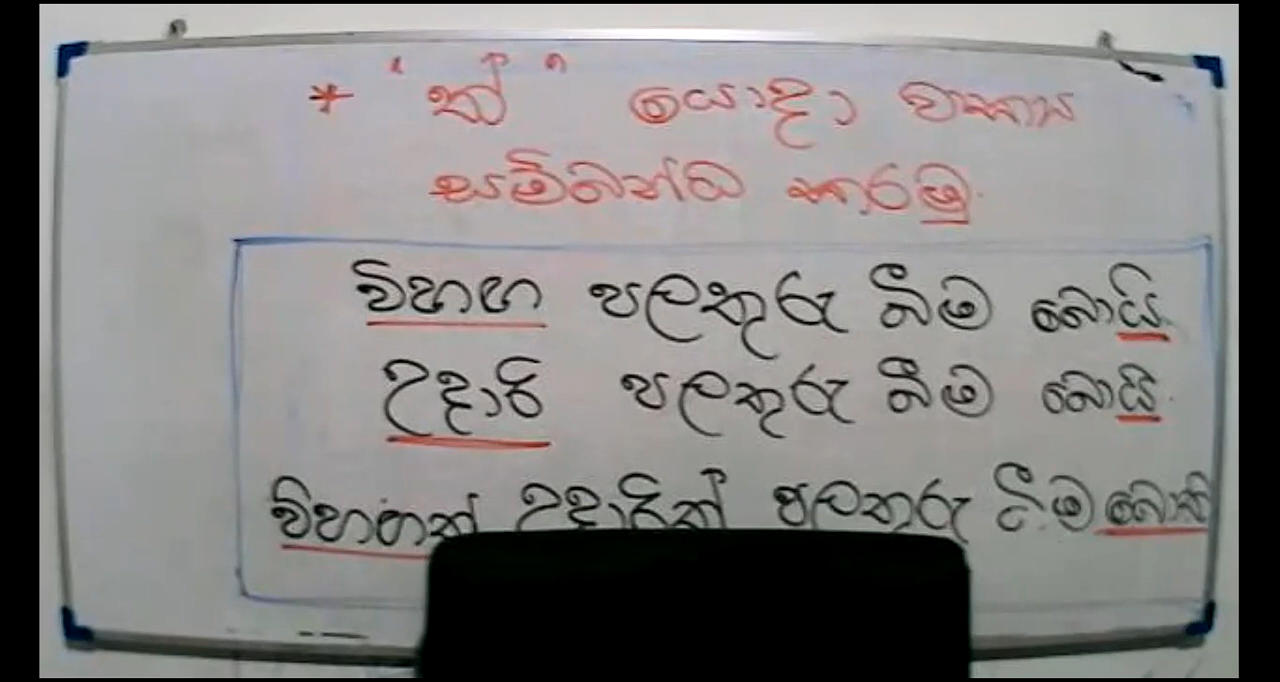 * "ත්" යොදා වාක්‍ය
සම්බන්ධ කරමු.
විහඟ පලතුරු බීම බොයි.
උදාරි පලතුරු බීම බොයි.
විහඟත් උදාරිත් පලතුරු බීම බොති